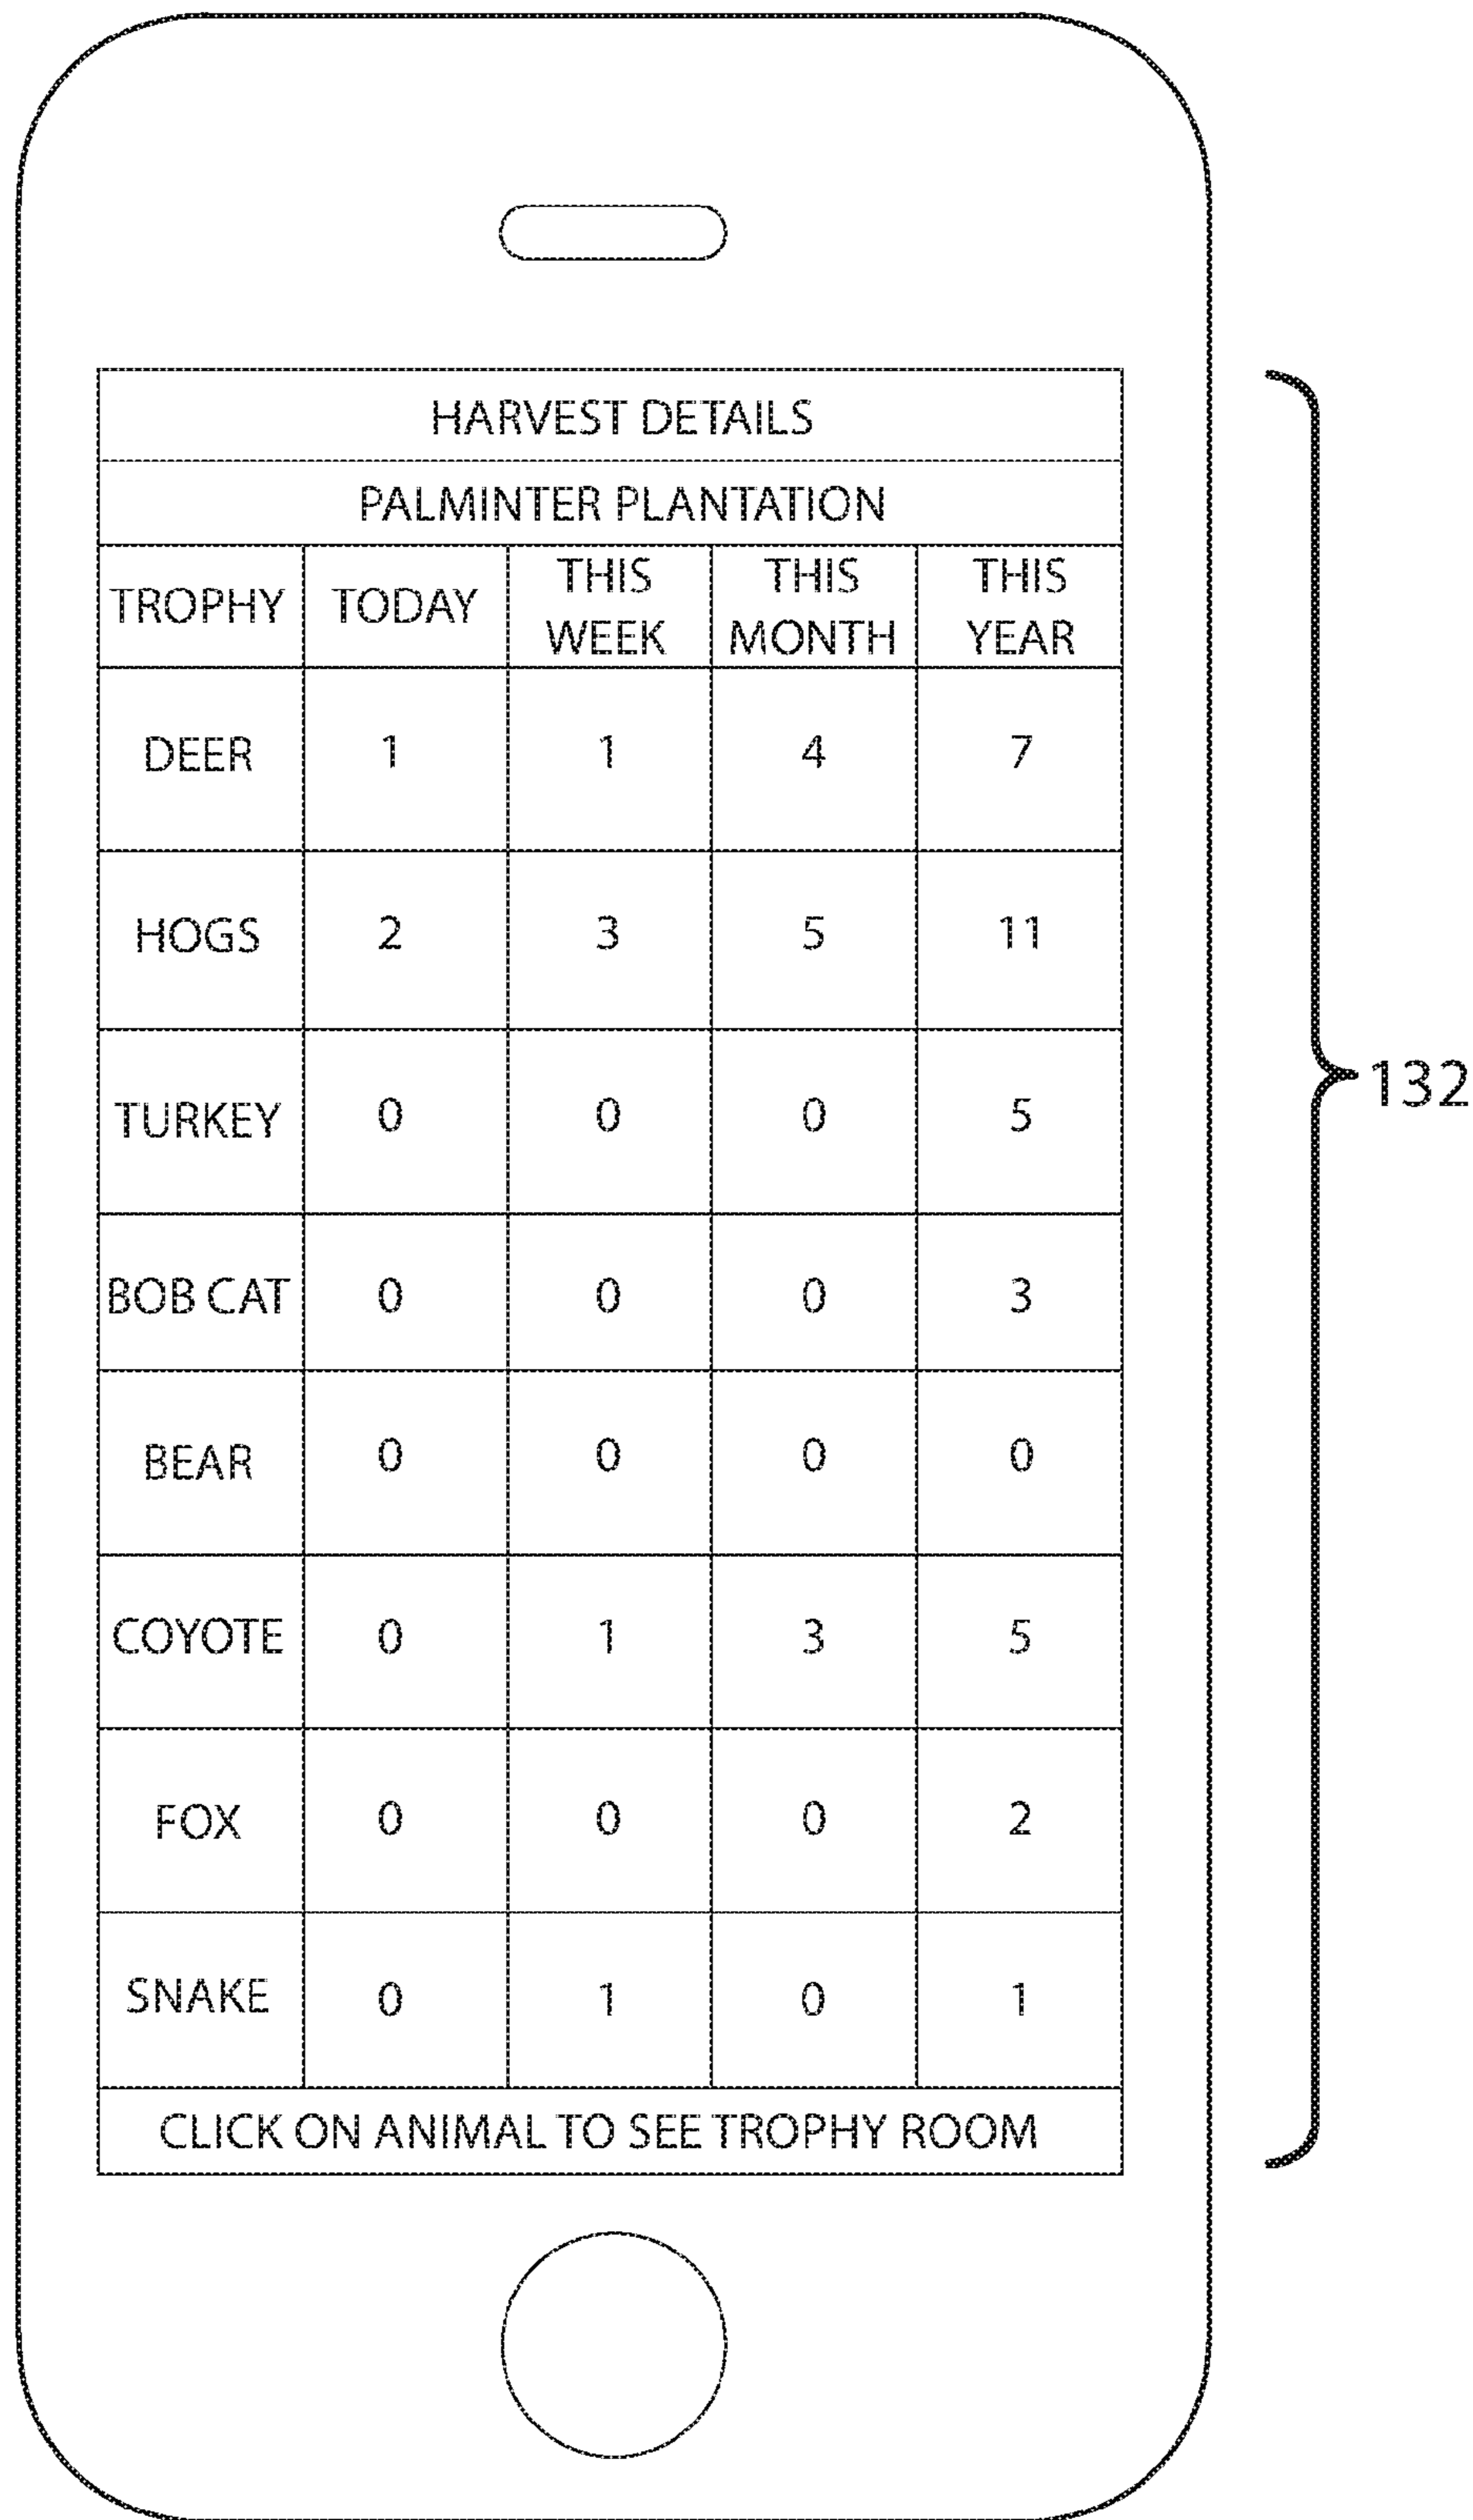 HARVEST DETAILS
PALMINTER PLANTATION
TROPHY TODAY THIS WEEK THIS MONTH THIS YEAR
DEER 1 1 4 7
HOGS 2 3 5 11
TURKEY 0 0 0 5
BOB CAT 0 0 0 3
BEAR 0 0 0 0
COYOTE 0 1 3 5
FOX 0 0 0 2
SNAKE 0 1 0 1
CLICK ON ANIMAL TO SEE TROPHY ROOM
132